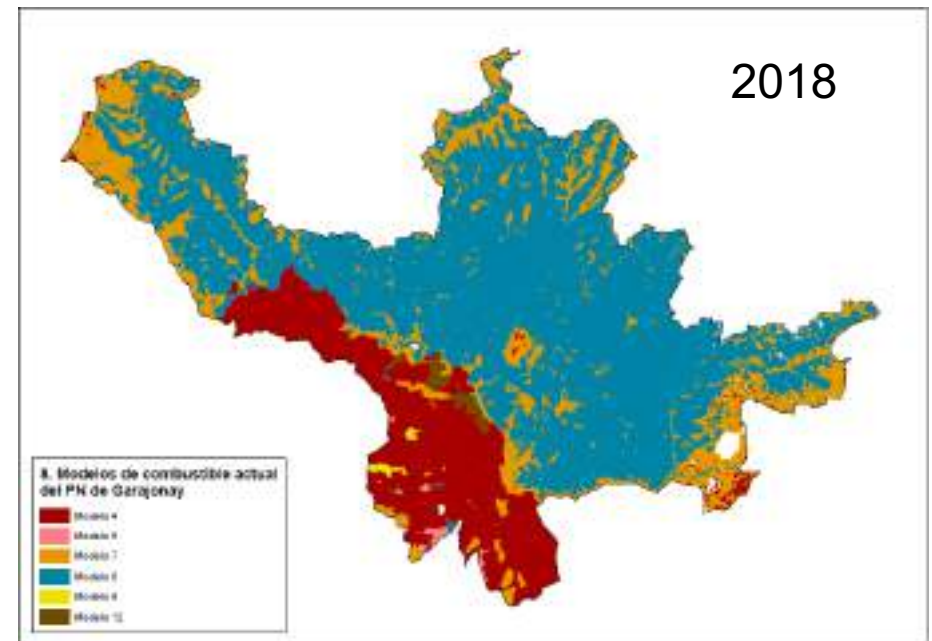 2018
8. Modelos de combustible actual
del PN de Garajonay
Modelo 4
Modelo
Modelo 7
Modelo
Modelo
Modelo 12